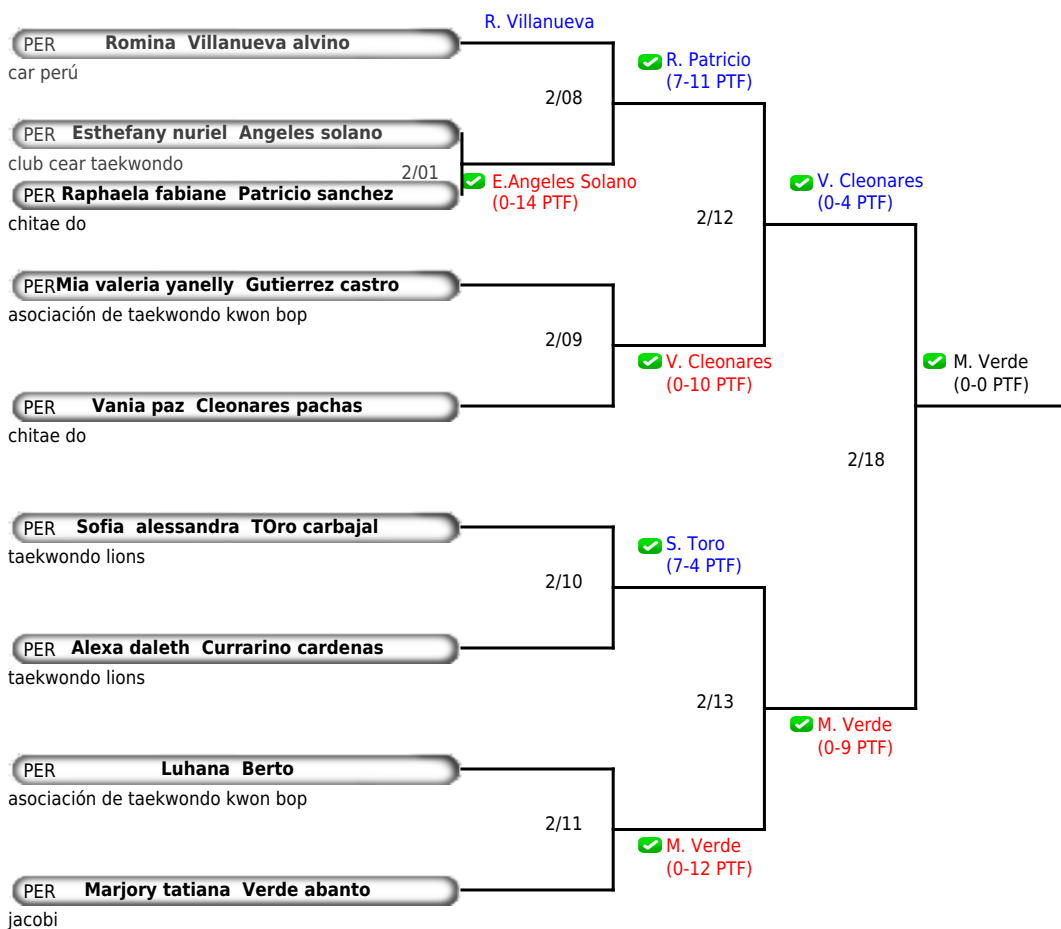 R. Villanueva
PER Romina Villanueva alvino
car perú
R. Patricio
(7-11 PTF)
2/08
PER Esthefany nuriel Angeles solano
club cear taekwondo
2/01
E.Angeles Solano
(0-14 PTF)
V. Cleonares
(0-4 PTF)
PER Raphaela fabiane Patricio sanchez
chitae do
2/12
PER Mia valeria yanelly Gutierrez castro
asociación de taekwondo kwon bop
2/09
V. Cleonares
(0-10 PTF)
M. Verde
(0-0 PTF)
PER Vania paz Cleonares pachas
chitae do
2/18
PER Sofia alessandra TOro carbajal
taekwondo lions
S. Toro
(7-4 PTF)
2/10
PER Alexa daleth Currarino cardenas
taekwondo lions
2/13
M. Verde
(0-9 PTF)
PER Luhana Berto
asociación de taekwondo kwon bop
2/11
M. Verde
(0-12 PTF)
PER Marjory tatiana Verde abanto
jacobi